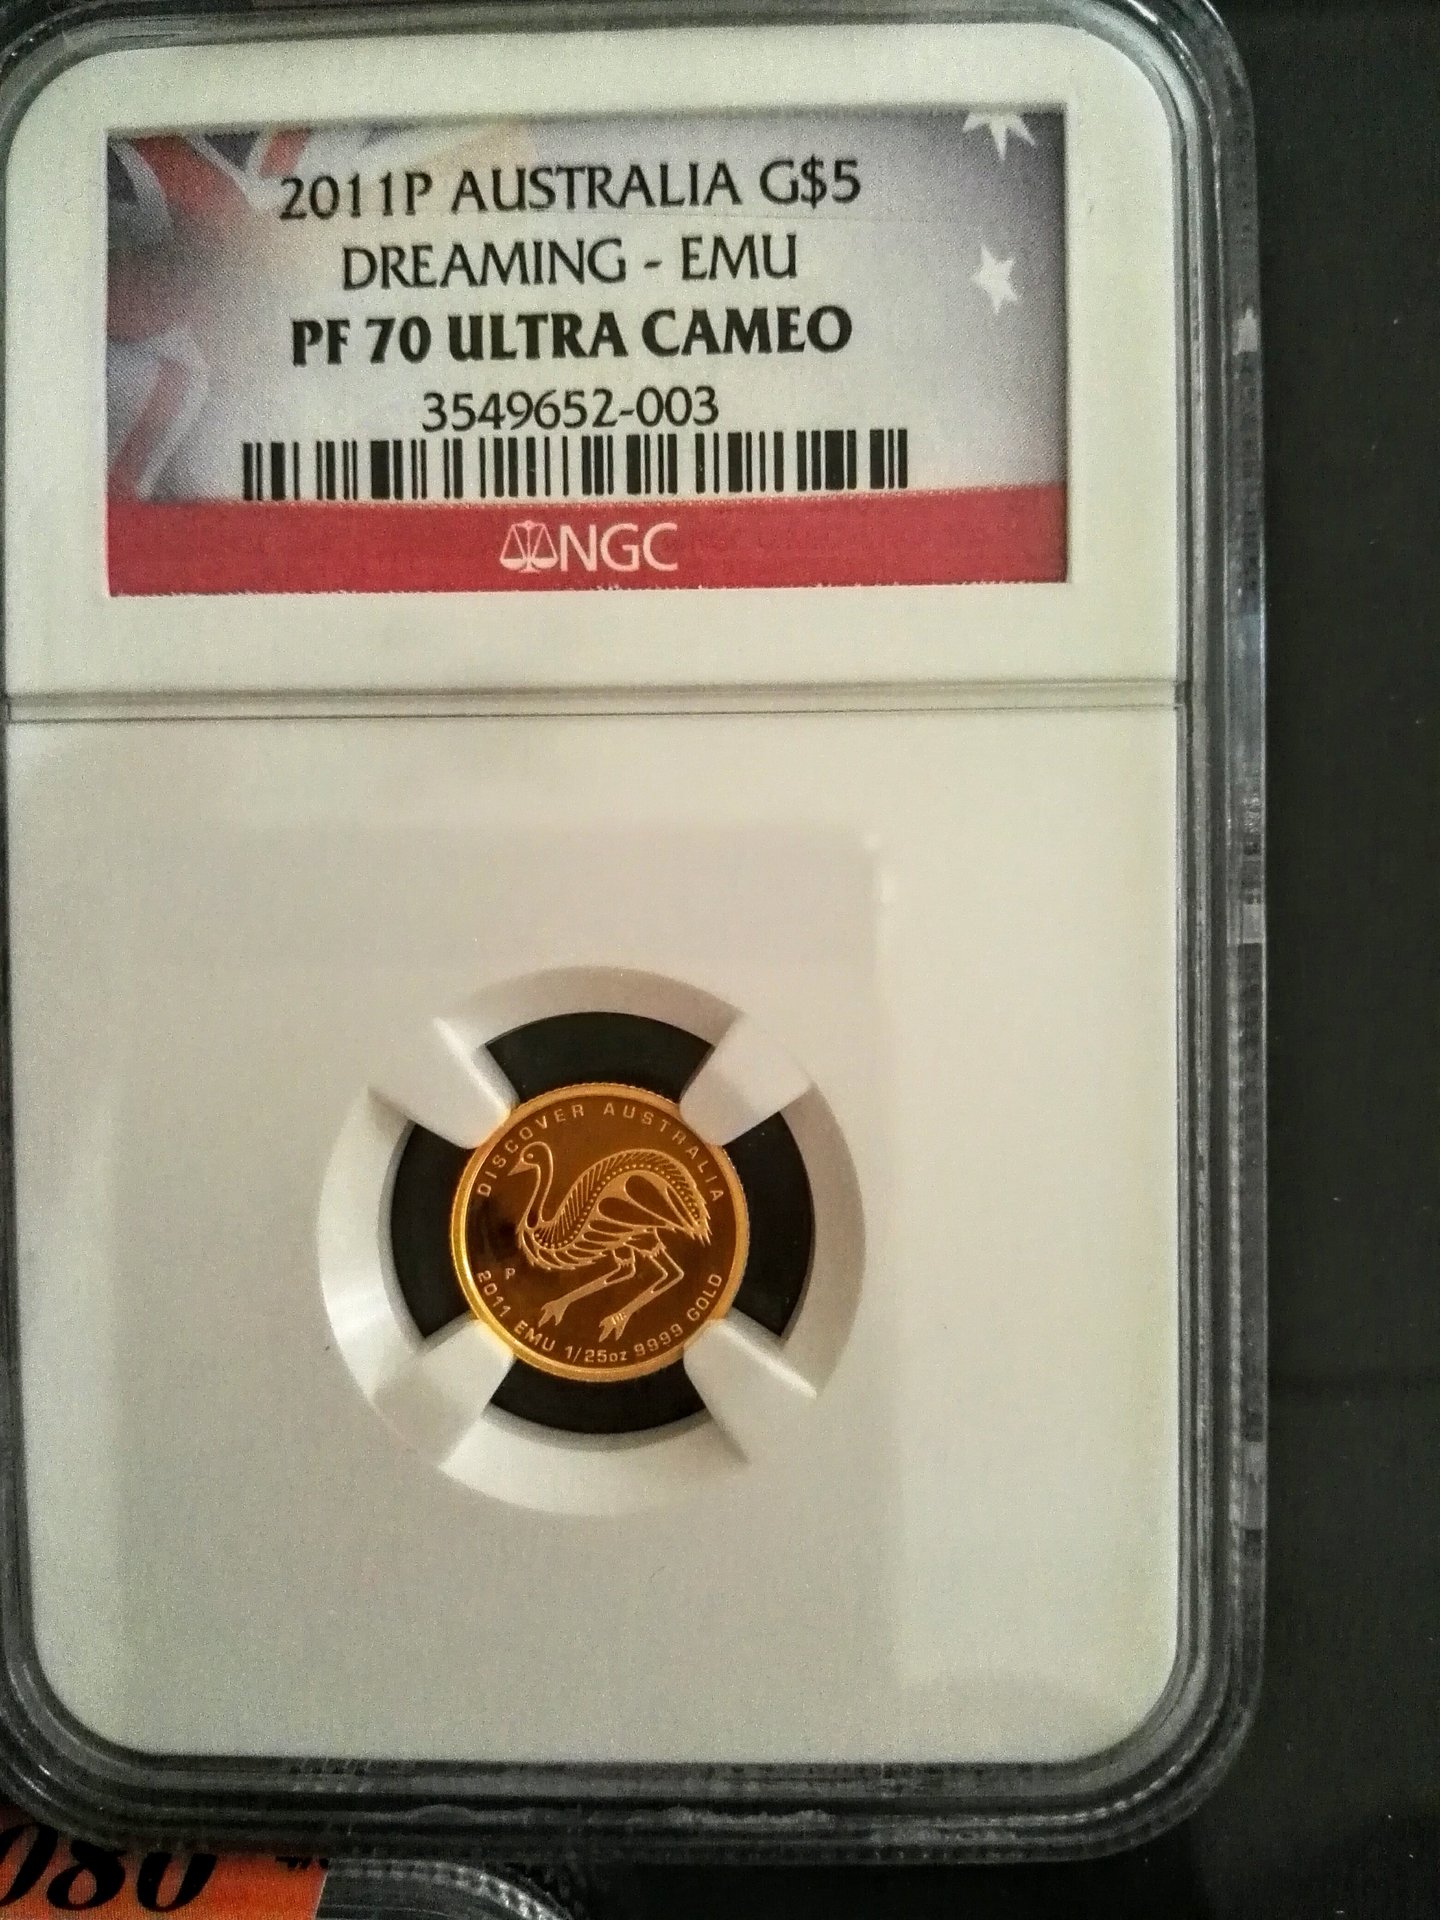 2011P AUSTRALIA G$5
DREAMING - EMU
PF 70 ULTRA CAMEO
3549652-003
NGC
DISCOVER AUSTRALIA
P
2011 EMU 1/25oz 9999 GOLD
080